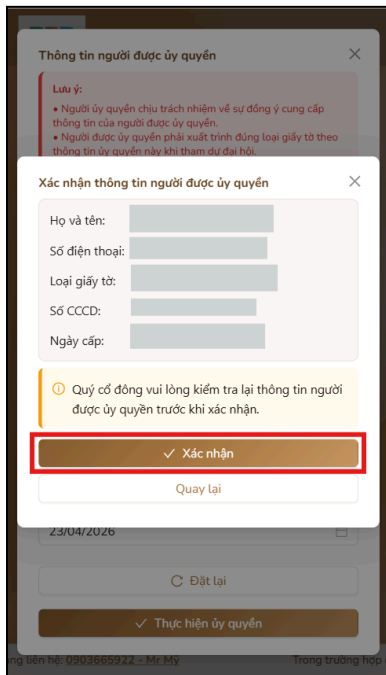 Thông tin người được ủy quyền
Lưu ý:
• Người ủy quyền chịu trách nhiệm về sự đồng ý cung cấp
thông tin của người được ủy quyền.
• Người được ủy quyền phải xuất trình đúng loại giấy tờ theo
thông tin ủy quyền này khi tham dự đại hội.
Xác nhận thông tin người được ủy quyền
Họ và tên:
Số điện thoại:
Loại giấy tờ:
Số CCCD:
Ngày cấp:
Quý cổ đông vui lòng kiểm tra lại thông tin người
được ủy quyền trước khi xác nhận.
Xác nhận
Quay lại
23/04/2026
Đặt lại
Thực hiện ủy quyền
liên hệ: 0903665922 - Mr Mỹ Trong trường hợp